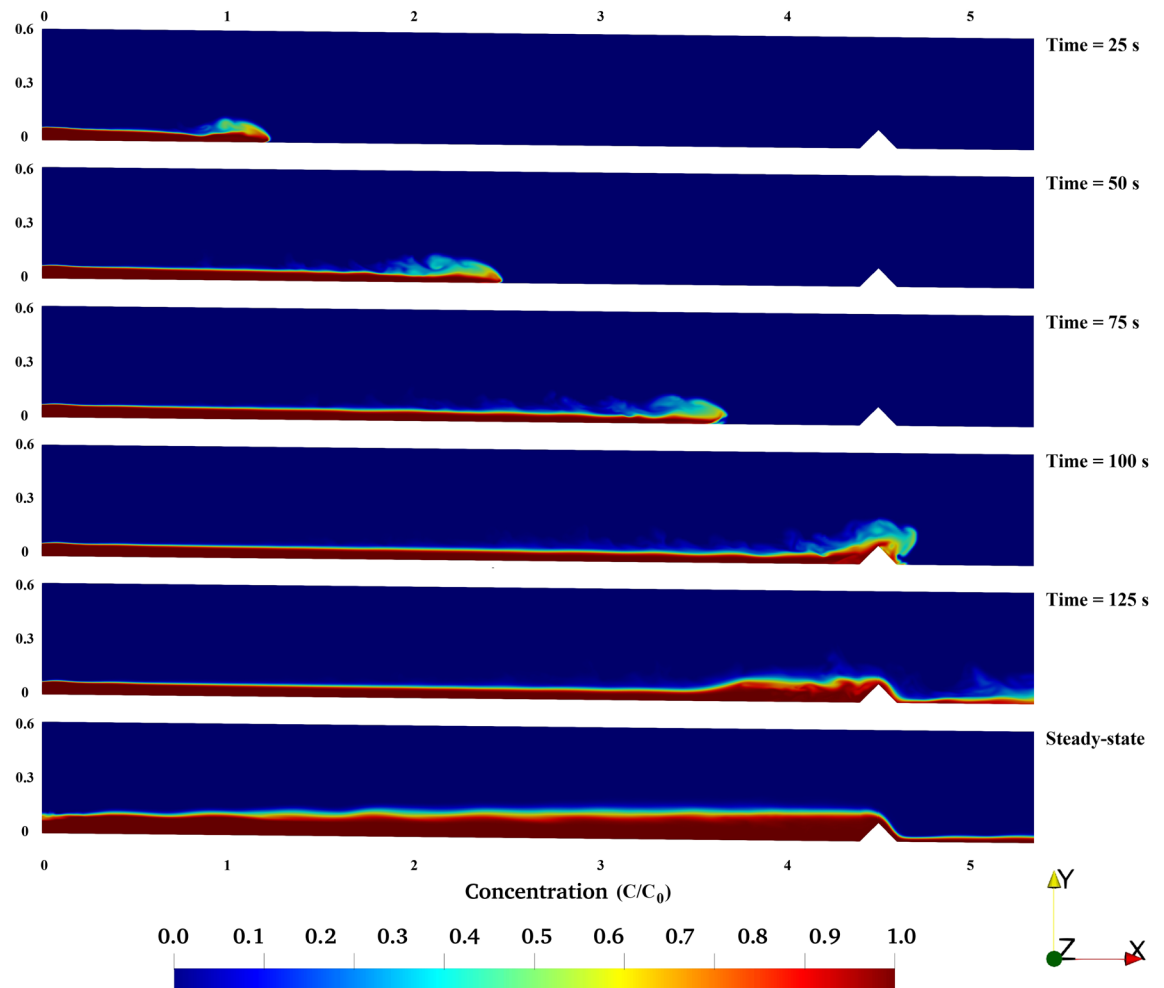 0 1 2 3 4 5
0.6
0.3
0
Time = 25 s
0.6
0.3
0
Time = 50 s
0.6
0.3
0
Time = 75 s
0.6
0.3
0
Time = 100 s
0.6
0.3
0
Time = 125 s
0.6
0.3
0
Steady-state
0 1 2 3 4 5
Concentration (C/C₀)
0.0 0.1 0.2 0.3 0.4 0.5 0.6 0.7 0.8 0.9 1.0
Y
Z X